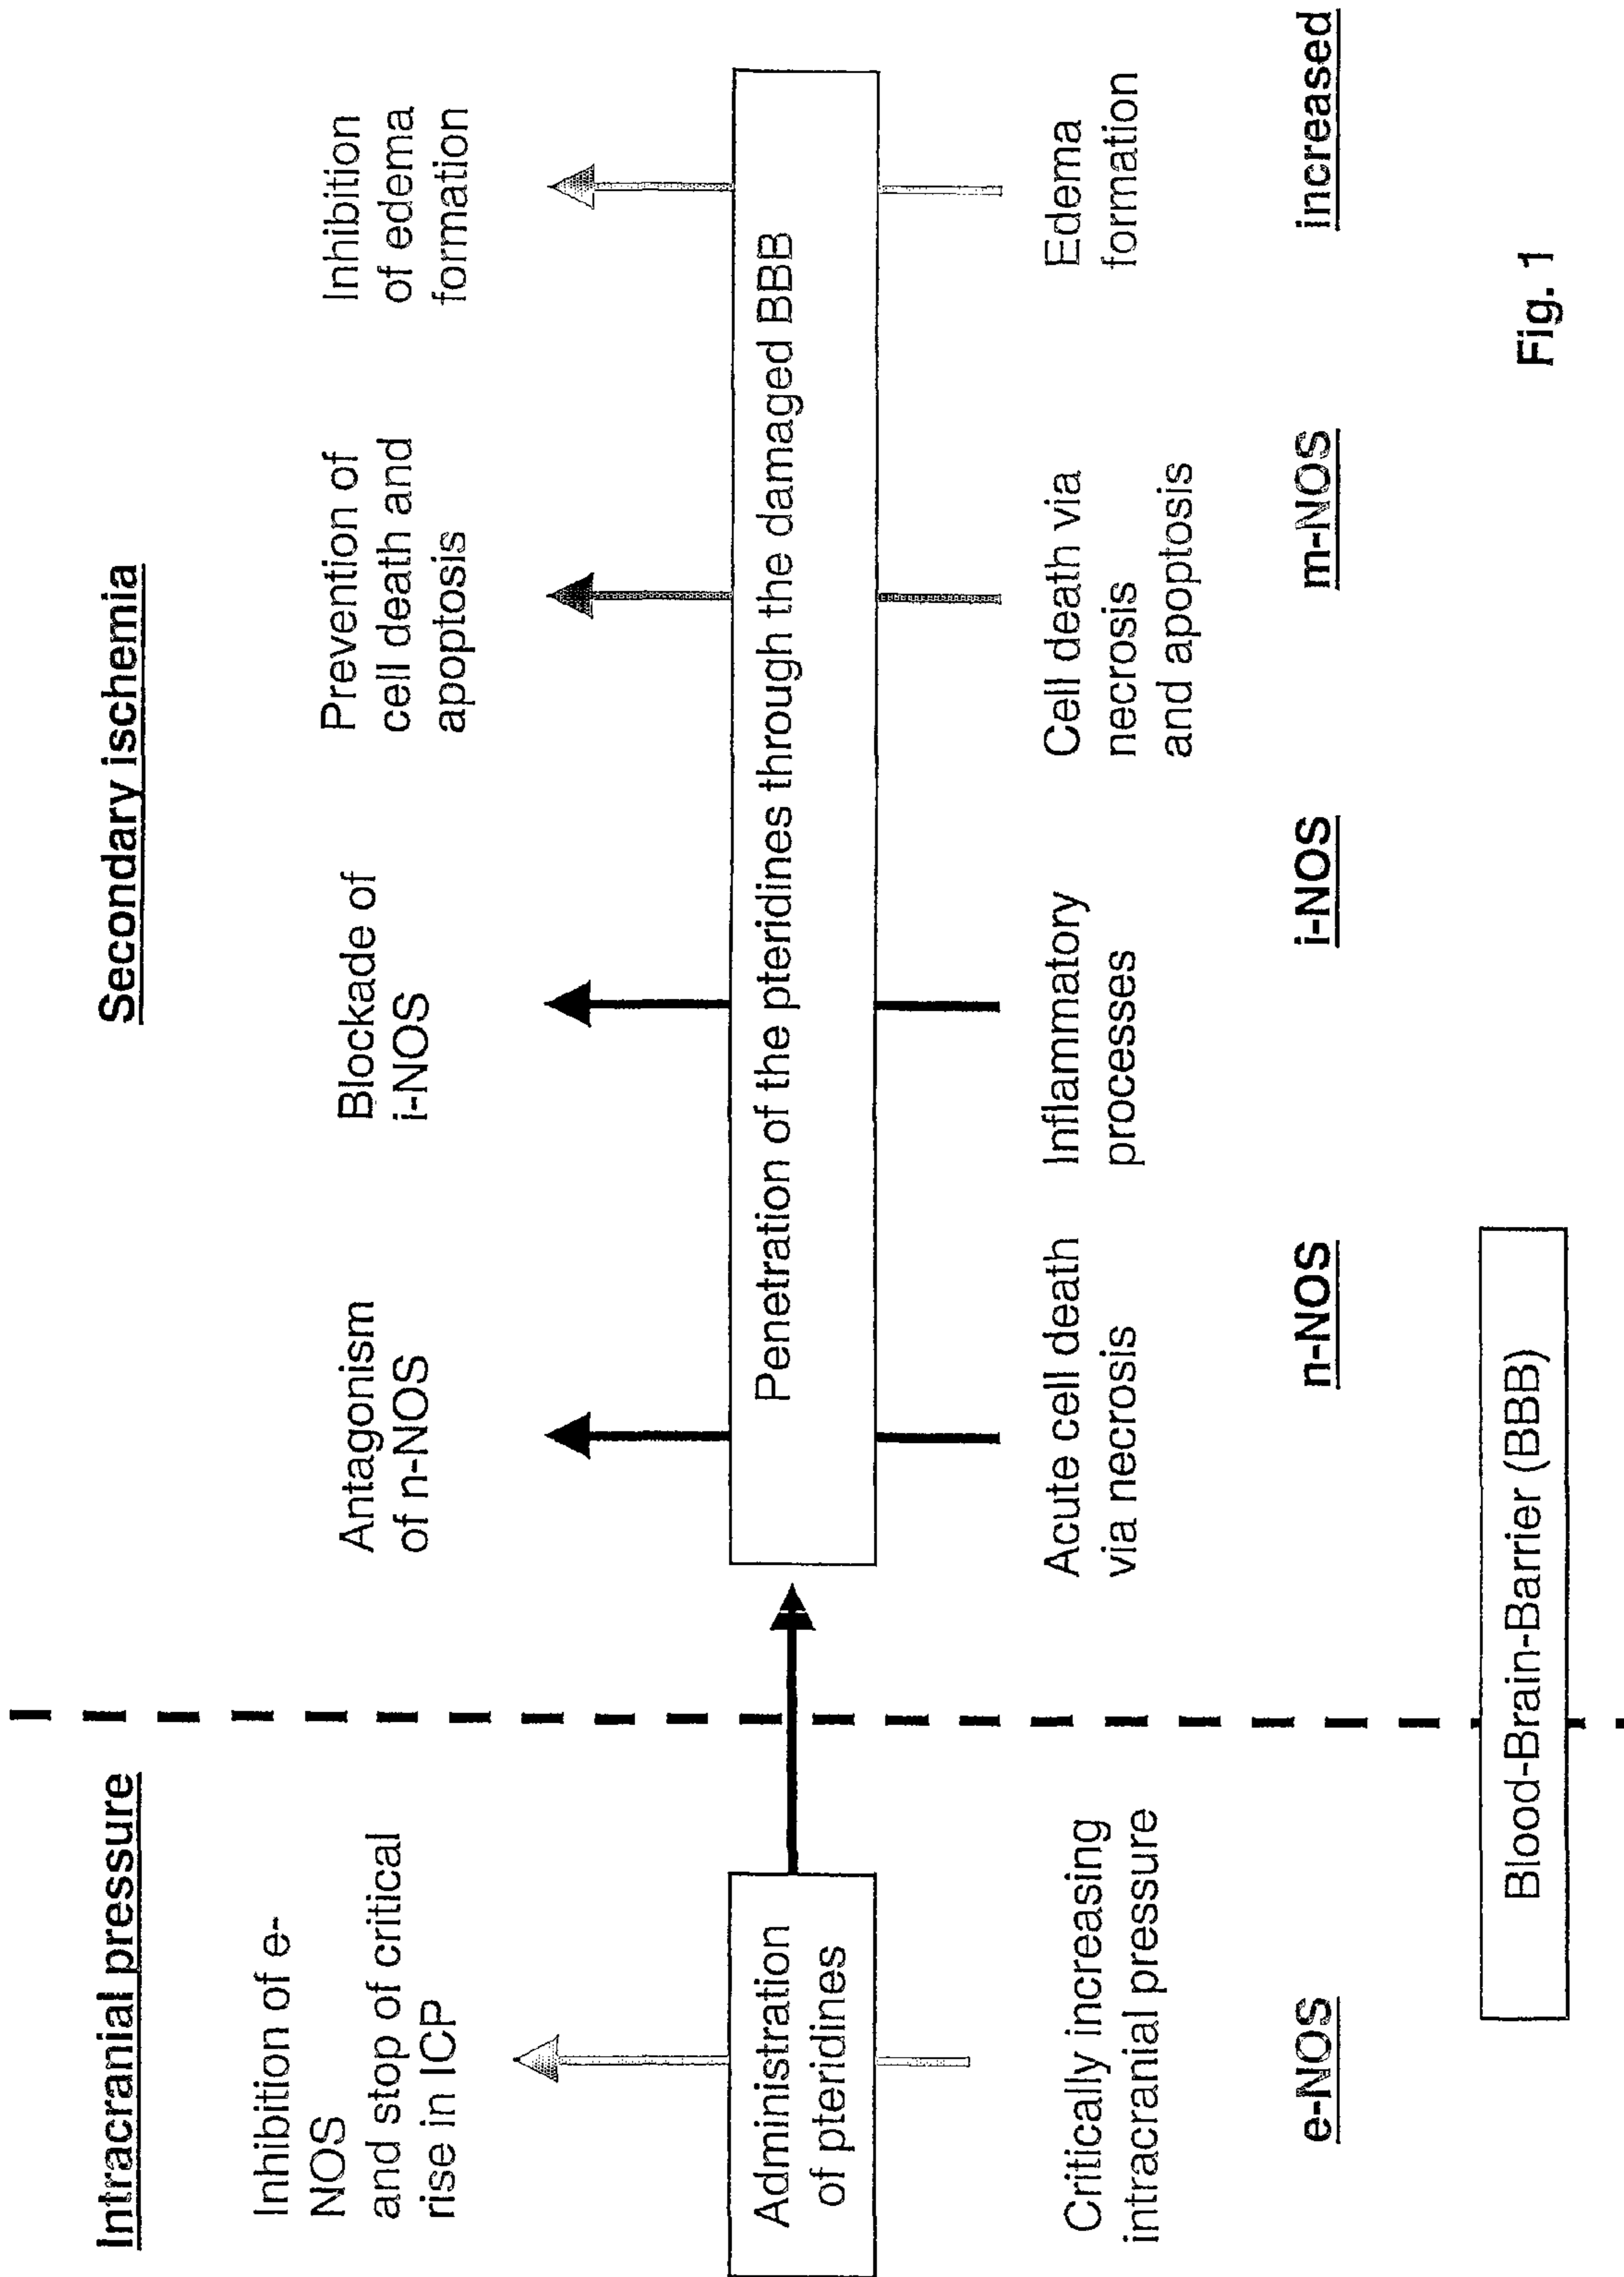 Intracranial pressure
Secondary ischemia
Inhibition of e-
NOS
and stop of critical
rise in ICP
Antagonism
of n-NOS
Blockade of
i-NOS
Prevention of
cell death and
apoptosis
Inhibition
of edema
formation
Administration
of pteridines
Penetration of the pteridines through the damaged BBB
Critically increasing
intracranial pressure
Acute cell death
via necrosis
Inflammatory
processes
Cell death via
necrosis
and apoptosis
Edema
formation
e-NOS
n-NOS
i-NOS
m-NOS
increased
Blood-Brain-Barrier (BBB)
Fig. 1